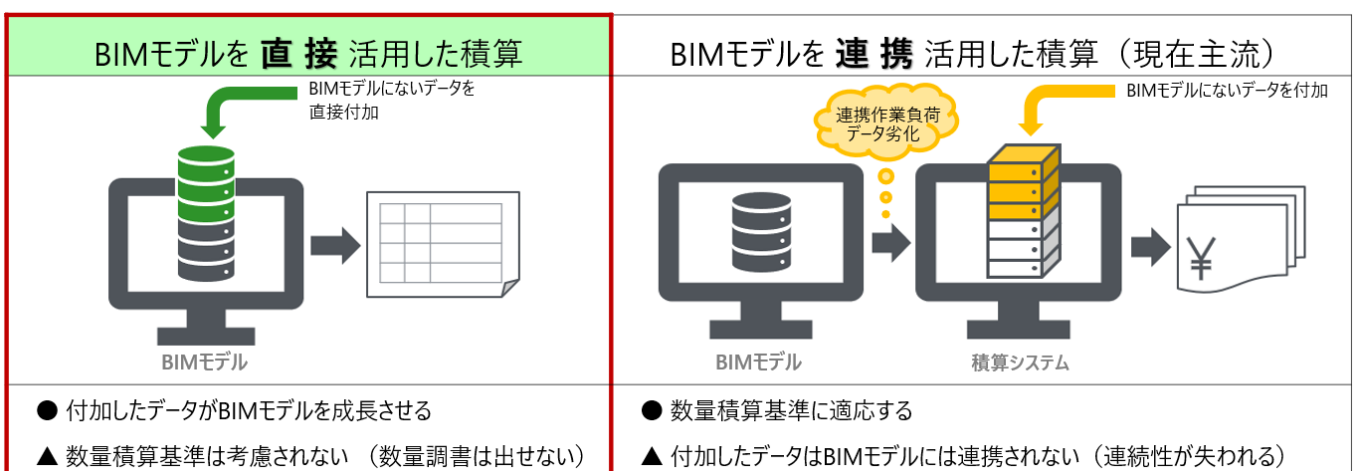 BIMモデルを 直 接 活用した積算
BIMモデルにないデータを
直接付加
BIMモデル
● 付加したデータがBIMモデルを成長させる
▲ 数量積算基準は考慮されない （数量調書は出せない）
BIMモデルを 連 携 活用した積算（現在主流）
連携作業負荷
データ劣化
BIMモデルにないデータを付加
¥
BIMモデル
積算システム
● 数量積算基準に適応する
▲ 付加したデータはBIMモデルには連携されない（連続性が失われる）